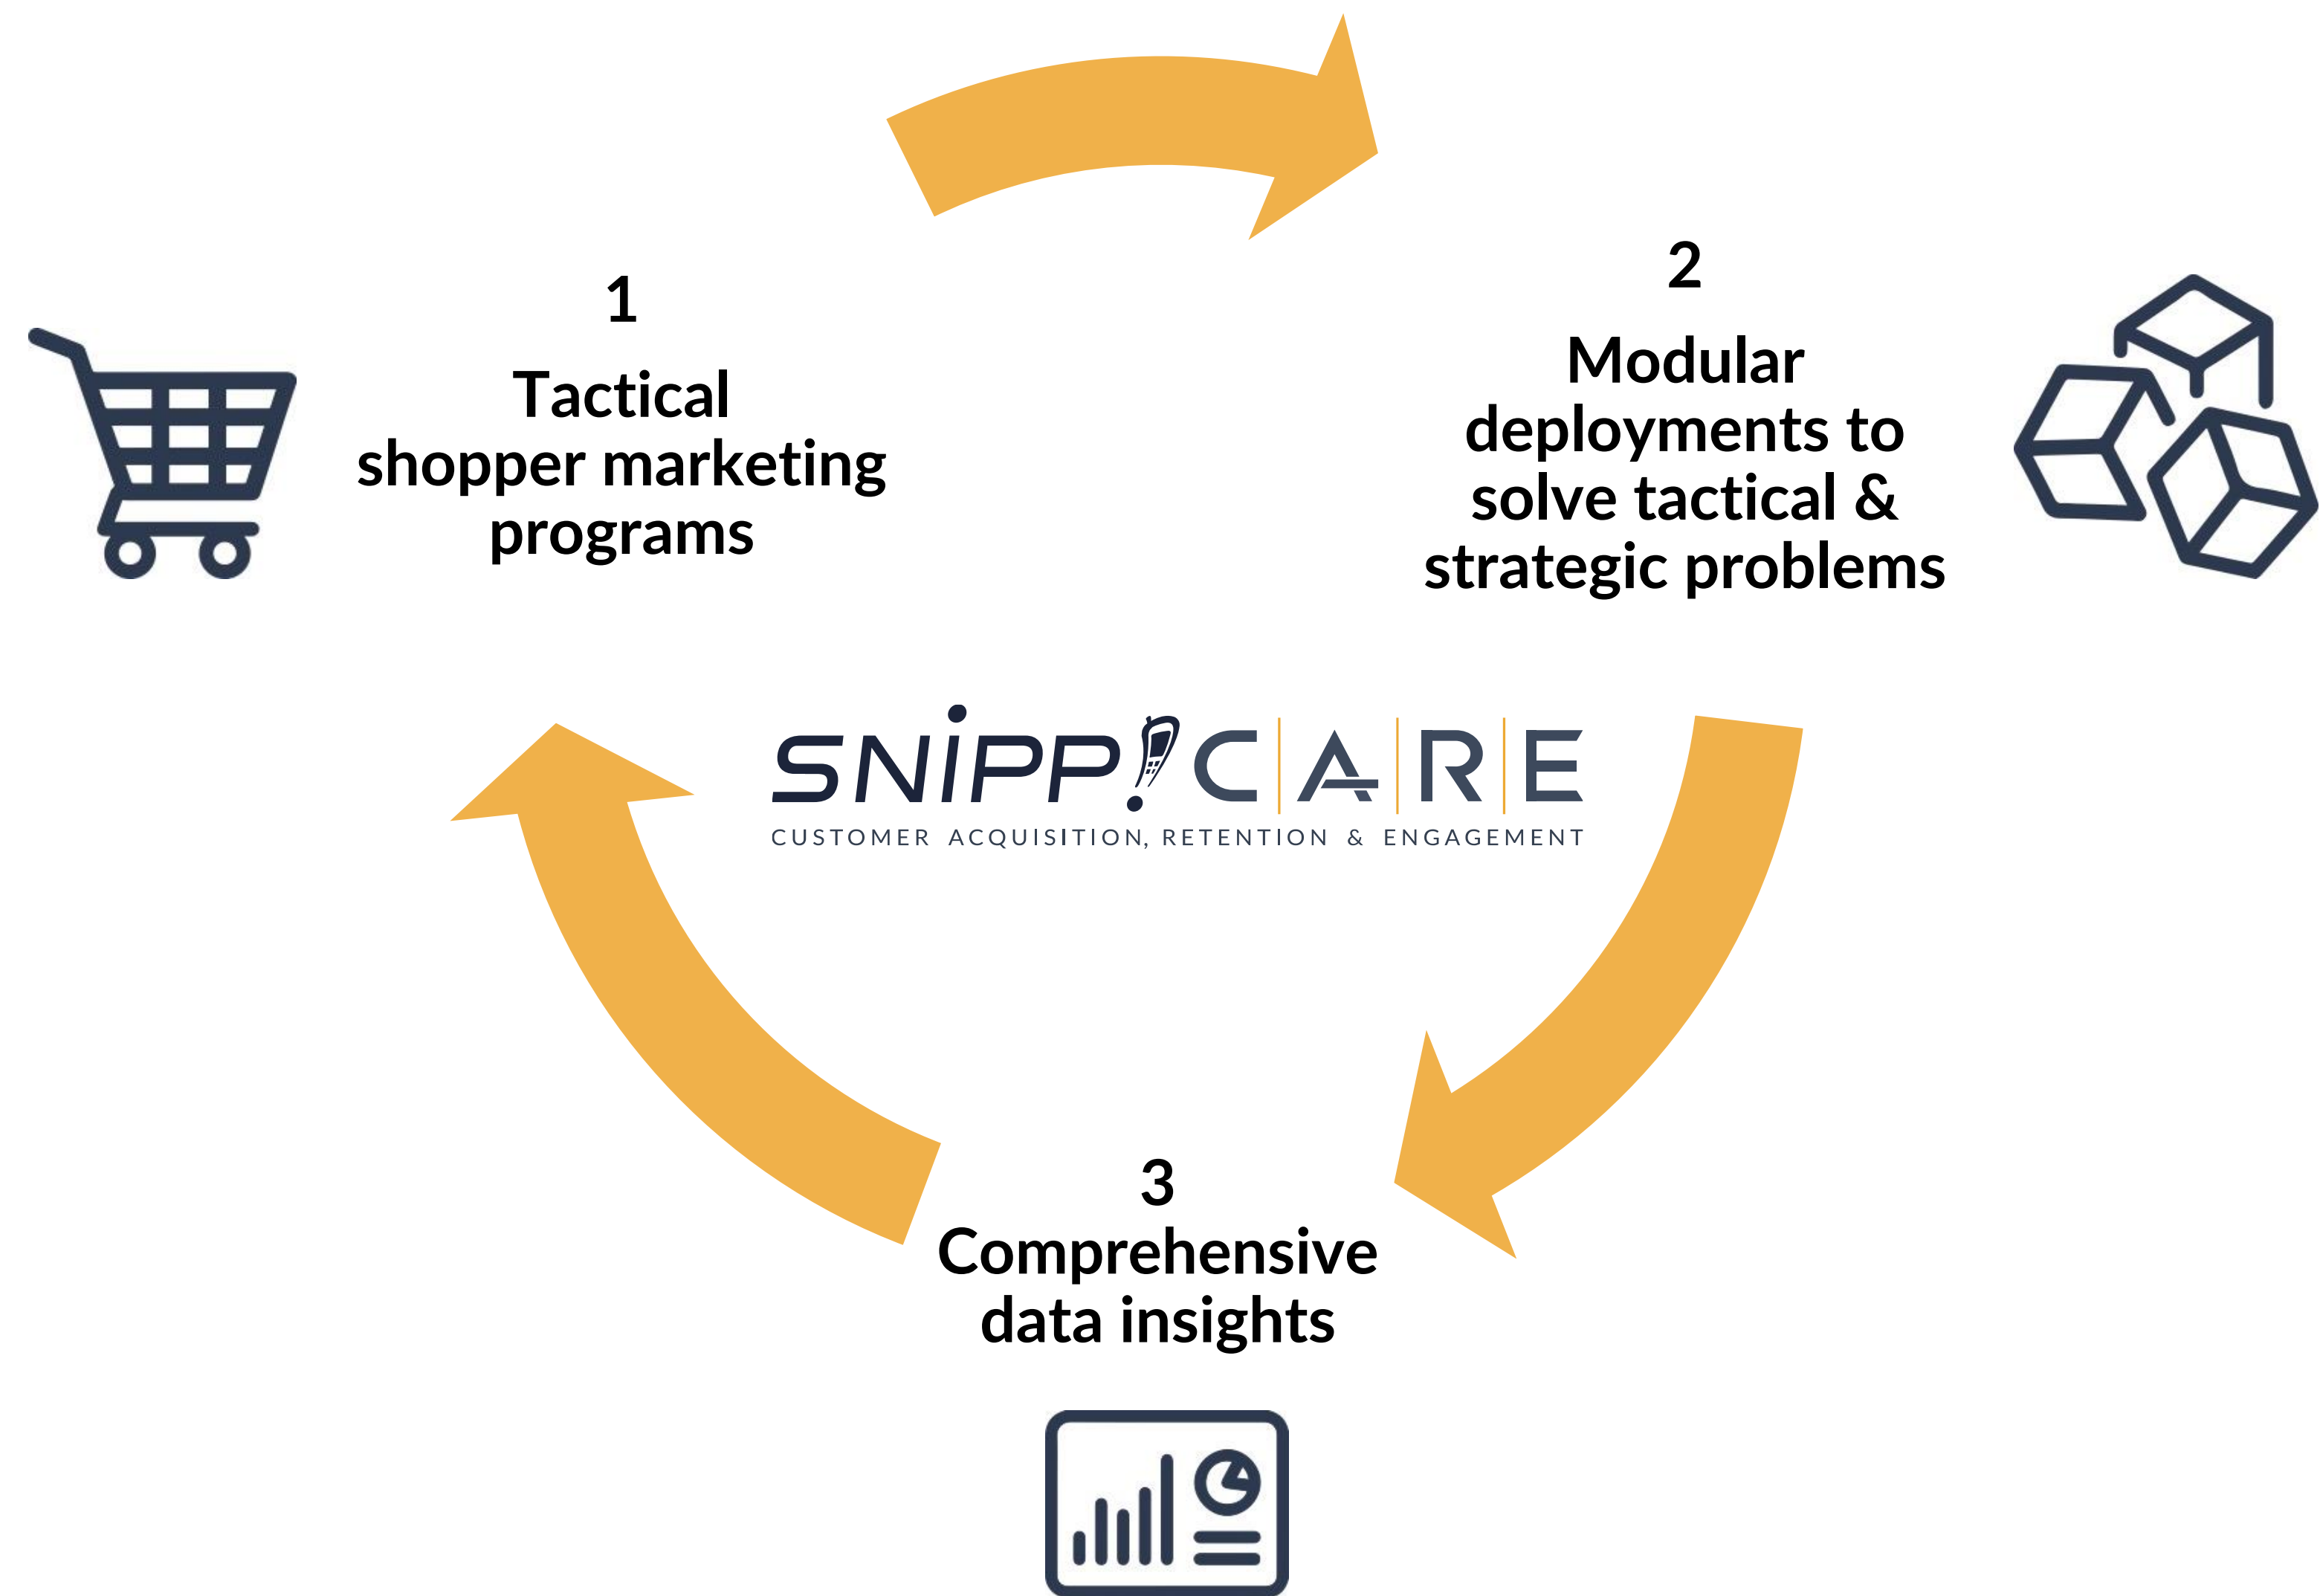 1
Tactical
shopper marketing
programs
2
Modular
deployments to
solve tactical &
strategic problems
SNiPP! C|A|R|E
CUSTOMER ACQUISITION, RETENTION & ENGAGEMENT
3
Comprehensive
data insights